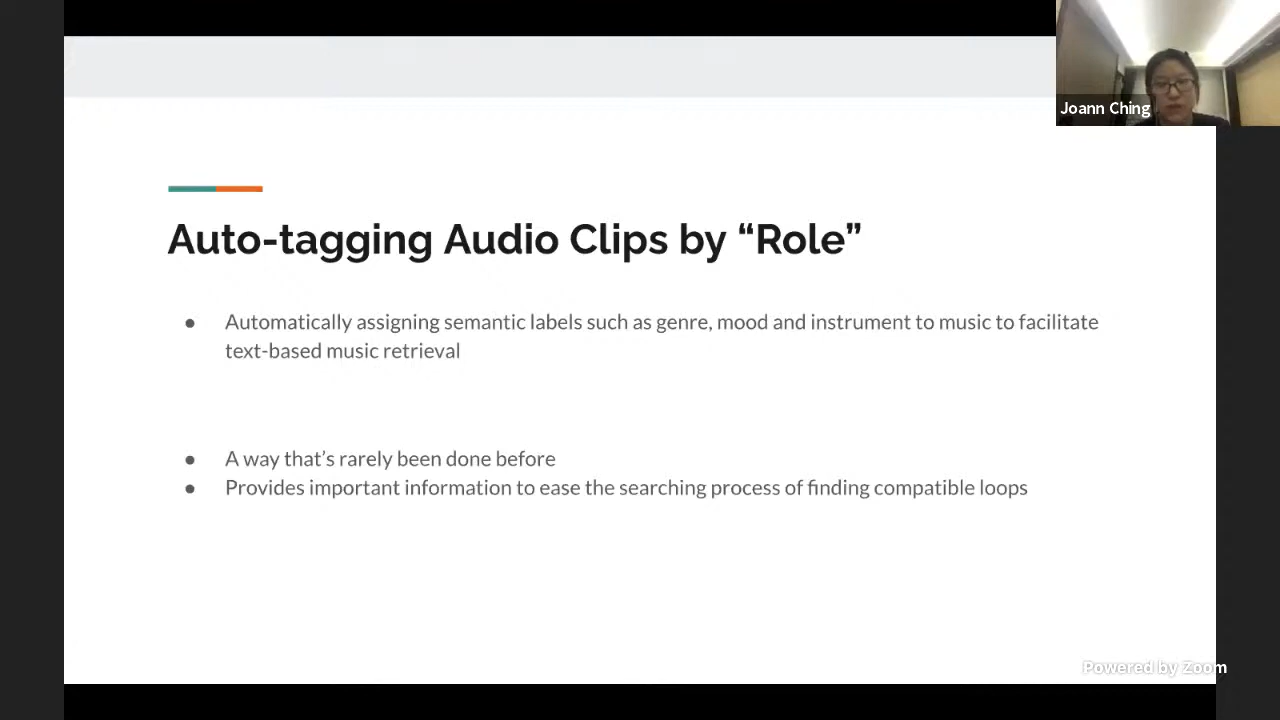 Joann Ching
Auto-tagging Audio Clips by “Role”
● Automatically assigning semantic labels such as genre, mood and instrument to music to facilitate
text-based music retrieval
● A way that’s rarely been done before
● Provides important information to ease the searching process of finding compatible loops
Powered by Zoom